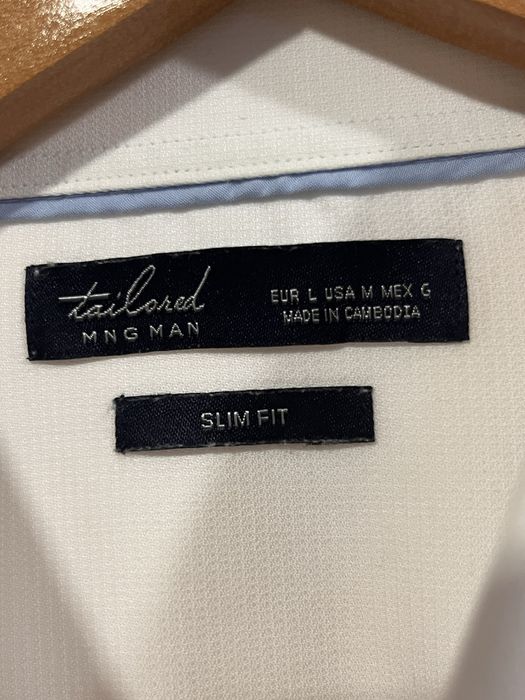 tailored
MNG MAN
EUR L USA M MEX G
MADE IN CAMBODIA
SLIM FIT